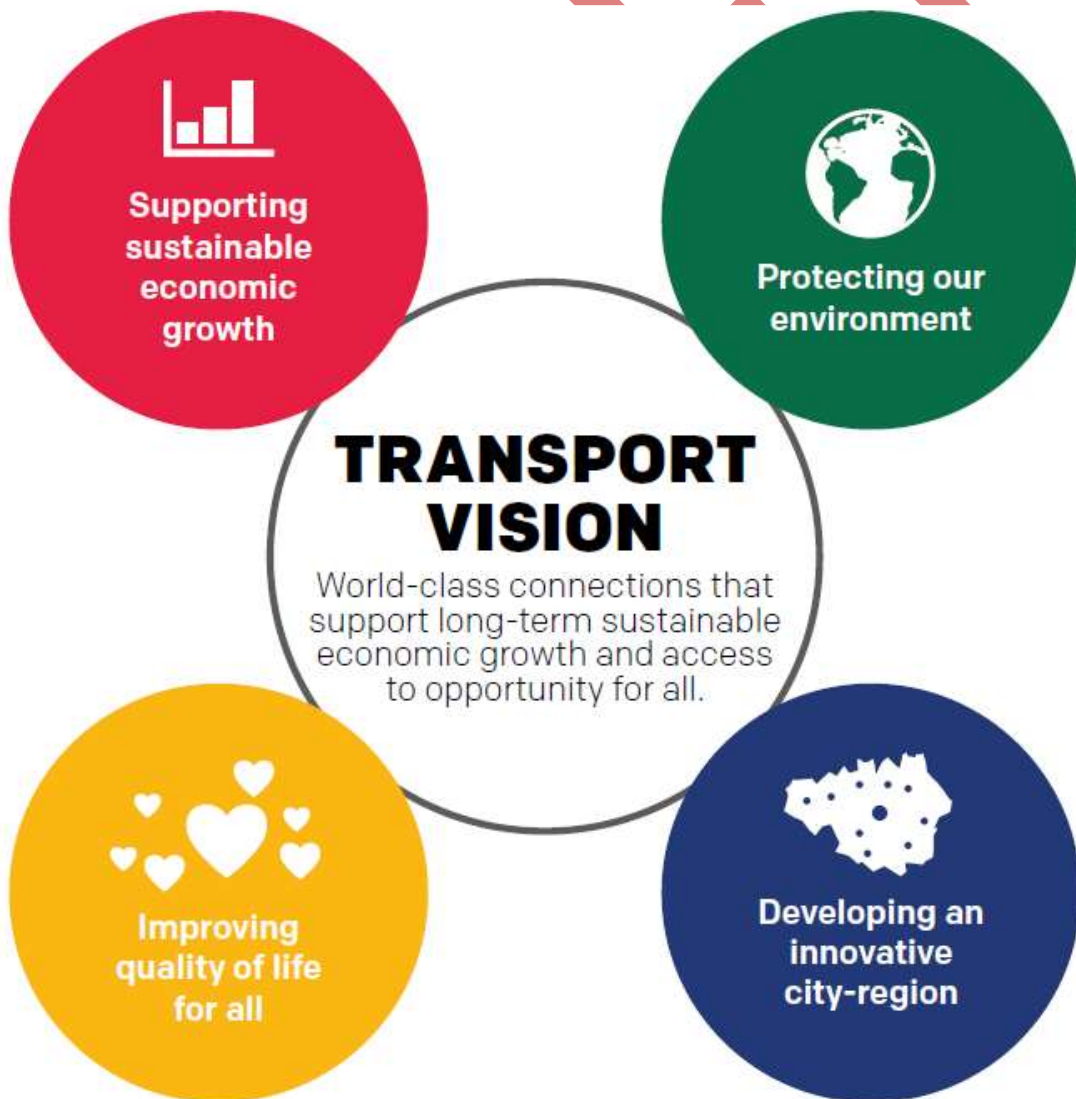 Supporting
sustainable
economic
growth
Protecting our
environment
TRANSPORT
VISION
World-class connections that
support long-term sustainable
economic growth and access
to opportunity for all.
Improving
quality of life
for all
Developing an
innovative
city-region